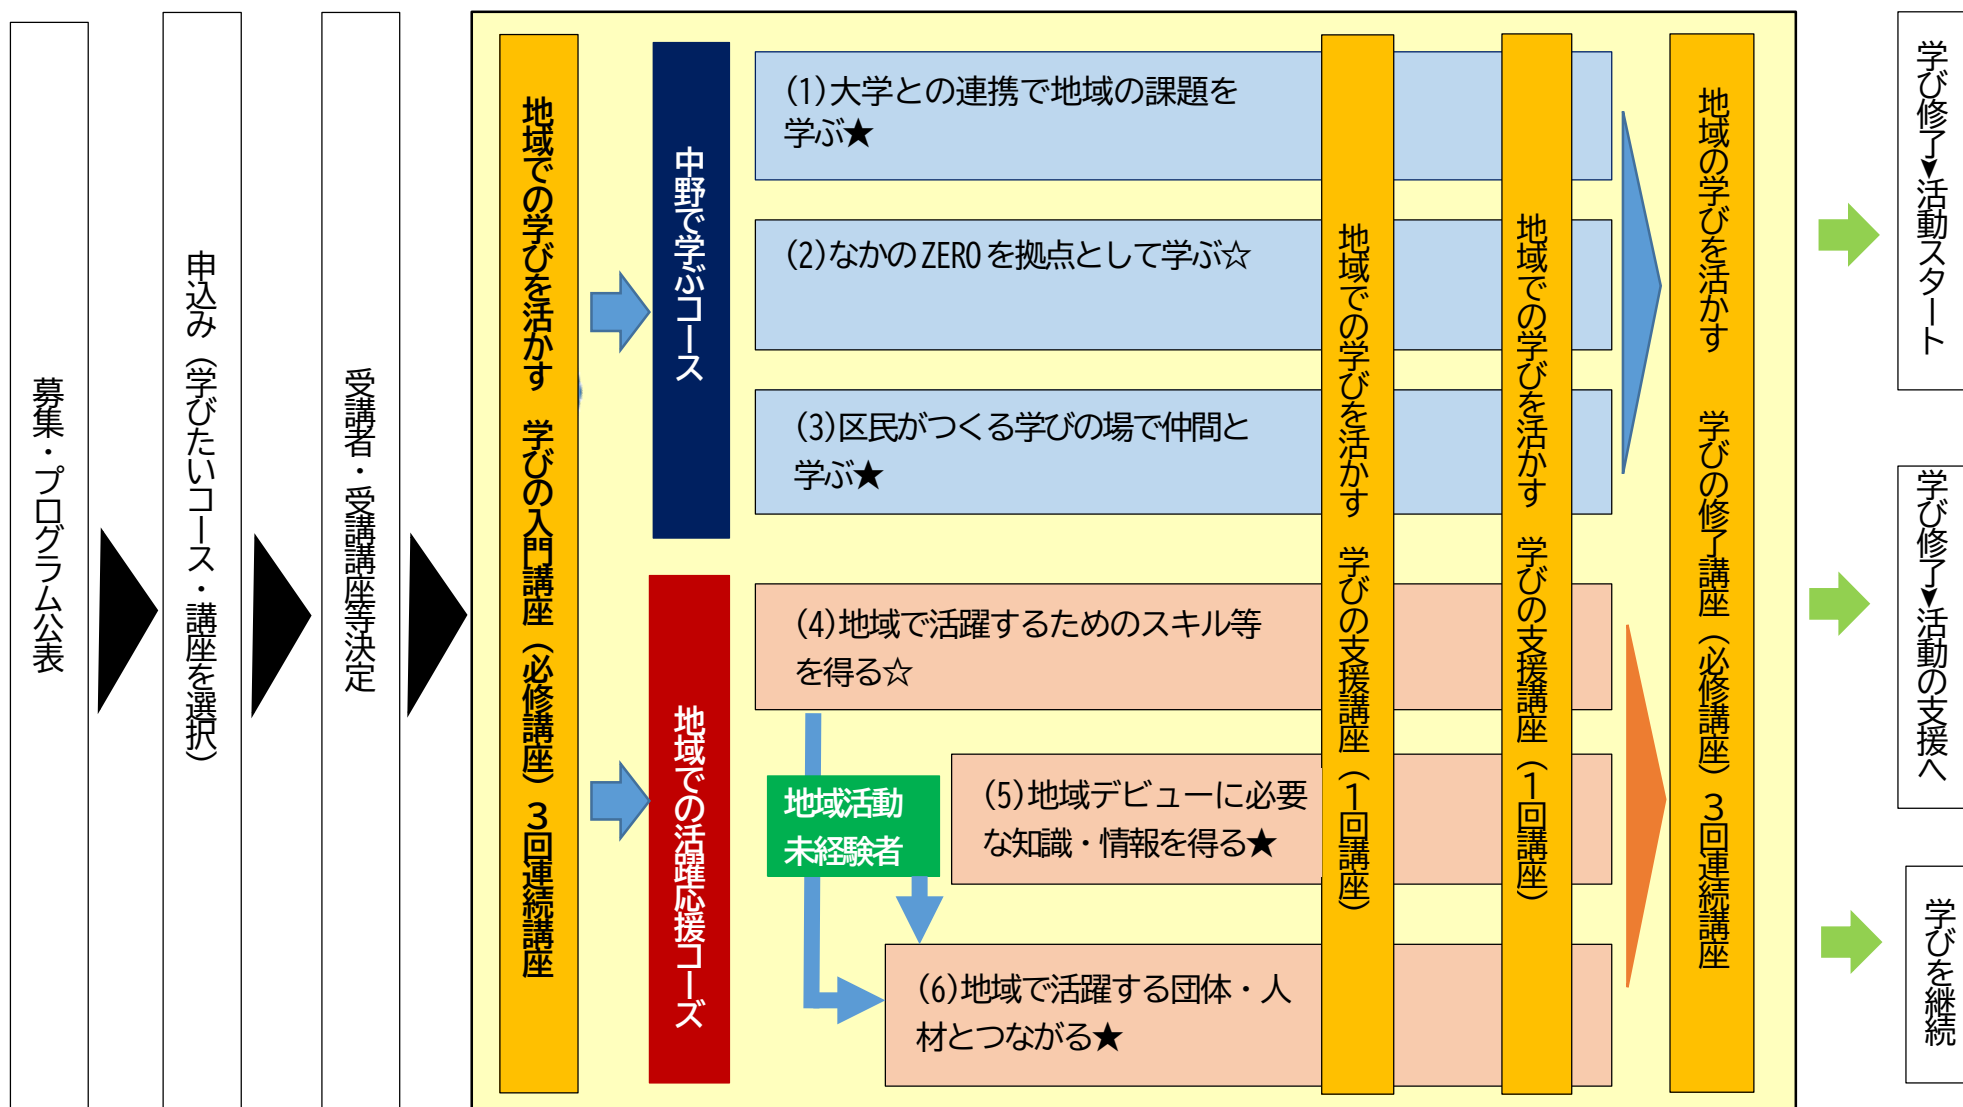 募集・プログラム公表
申込み（学びたいコース・講座を選択）
受講者・受講講座等決定
地域での学びを活かす　学びの入門講座（必修講座）３回連続講座
中野で学ぶコース
(1)大学との連携で地域の課題を
学ぶ★
(2)なかのZEROを拠点として学ぶ☆
(3)区民がつくる学びの場で仲間と
学ぶ★
地域での活躍応援コーズ
(4)地域で活躍するためのスキル等
を得る☆
地域活動
未経験者
(5)地域デビューに必要
な知識・情報を得る★
(6)地域で活躍する団体・人
材とつながる★
地域での学びを活かす　学びの支援講座（１回講座）
地域での学びを活かす　学びの支援講座（１回講座）
地域の学びを活かす　学びの修了講座（必修講座）３回連続講座
学び修了▶活動スタート
学び修了▶活動の支援へ
学びを継続